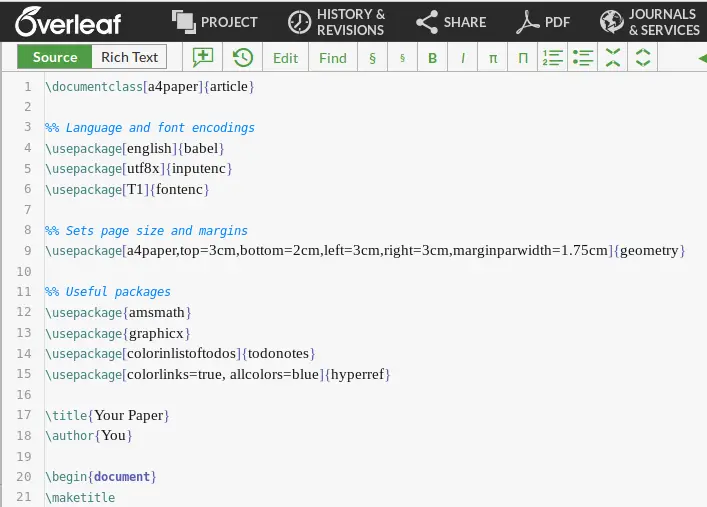 Overleaf PROJECT HISTORY & REVISIONS SHARE PDF JOURNALS & SERVICES
Source Rich Text Edit Find § § B I π Π
1 \documentclass[a4paper]{article}
2
3 %% Language and font encodings
4 \usepackage[english]{babel}
5 \usepackage[utf8x]{inputenc}
6 \usepackage[T1]{fontenc}
7
8 %% Sets page size and margins
9 \usepackage[a4paper,top=3cm,bottom=2cm,left=3cm,right=3cm,marginparwidth=1.75cm]{geometry}
10
11 %% Useful packages
12 \usepackage{amsmath}
13 \usepackage{graphicx}
14 \usepackage[colorinlistoftodos]{todonotes}
15 \usepackage[colorlinks=true, allcolors=blue]{hyperref}
16
17 \title{Your Paper}
18 \author{You}
19
20 \begin{document}
21 \maketitle